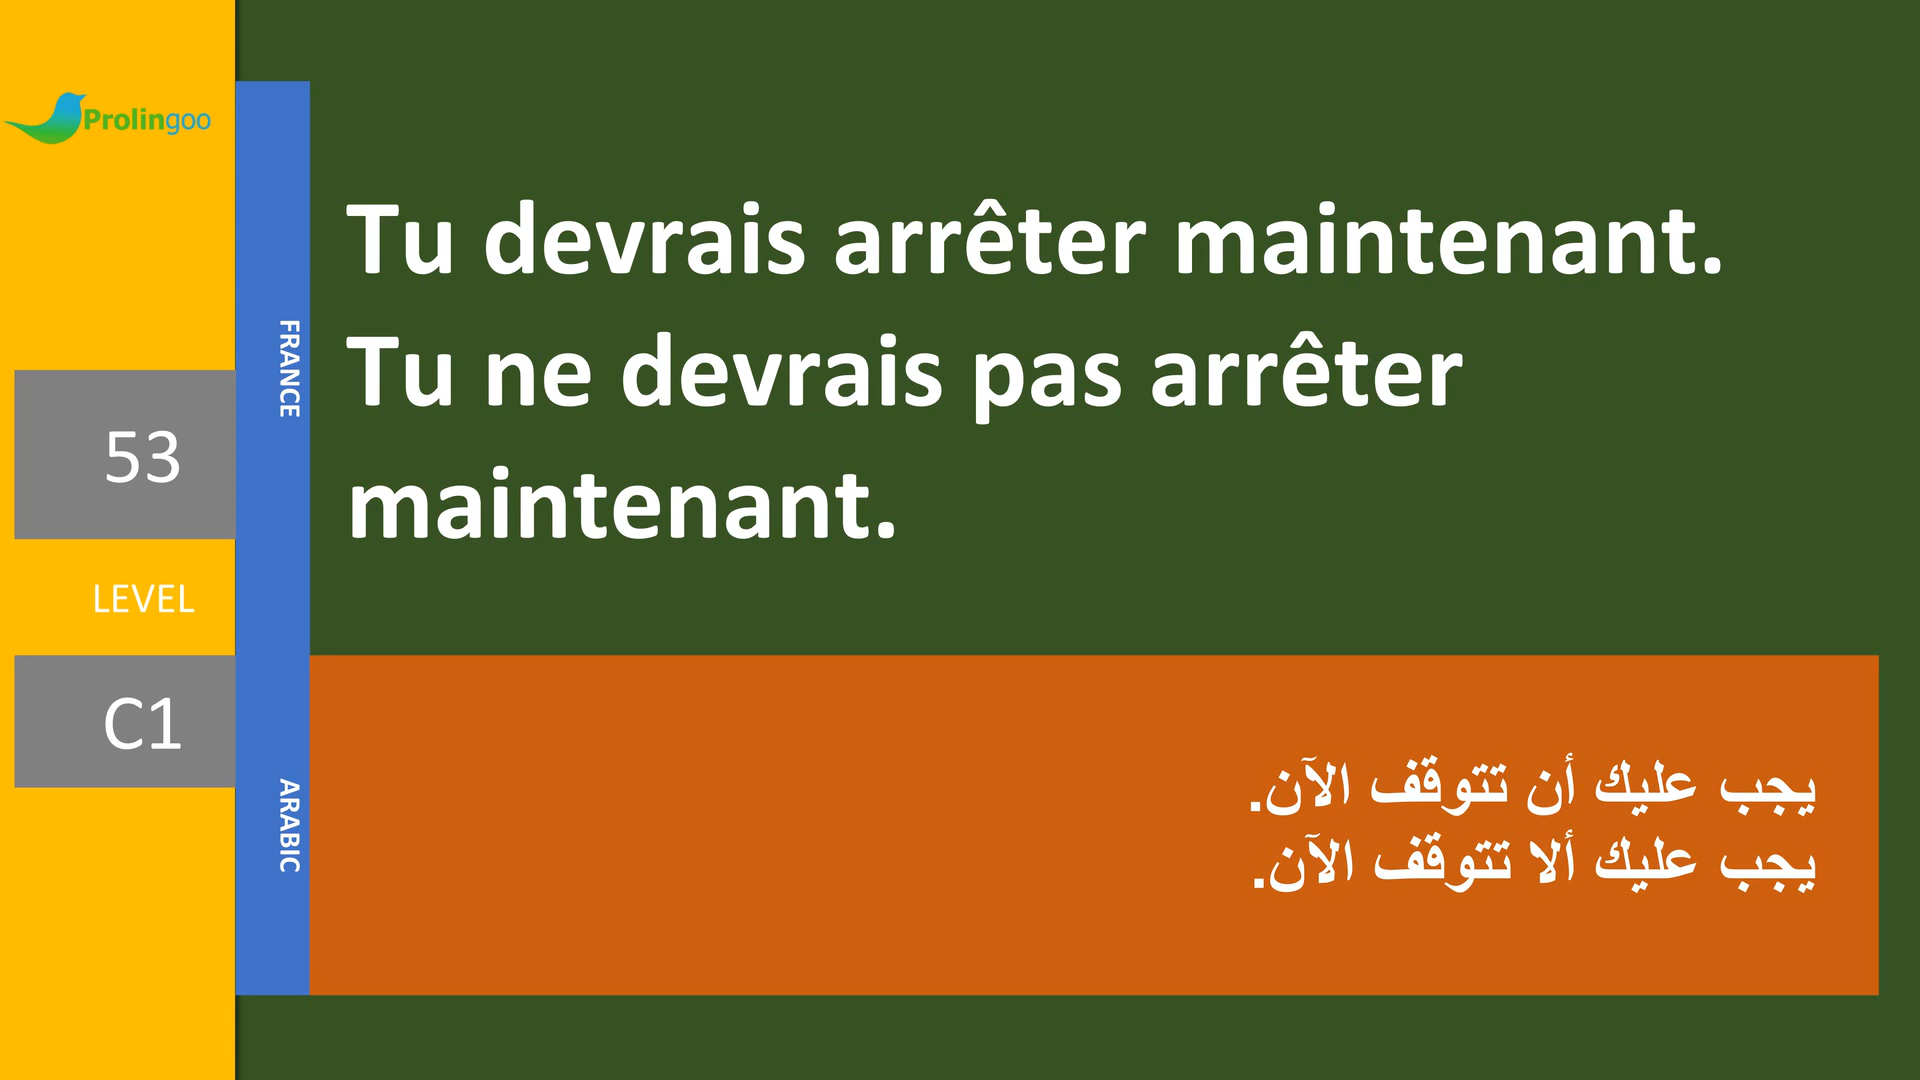 Prolingoo
53
LEVEL
C1
FRANCE
ARABIC
Tu devrais arrêter maintenant.
Tu ne devrais pas arrêter
maintenant.
يجب عليك أن تتوقف الآن.
يجب عليك ألا تتوقف الآن.